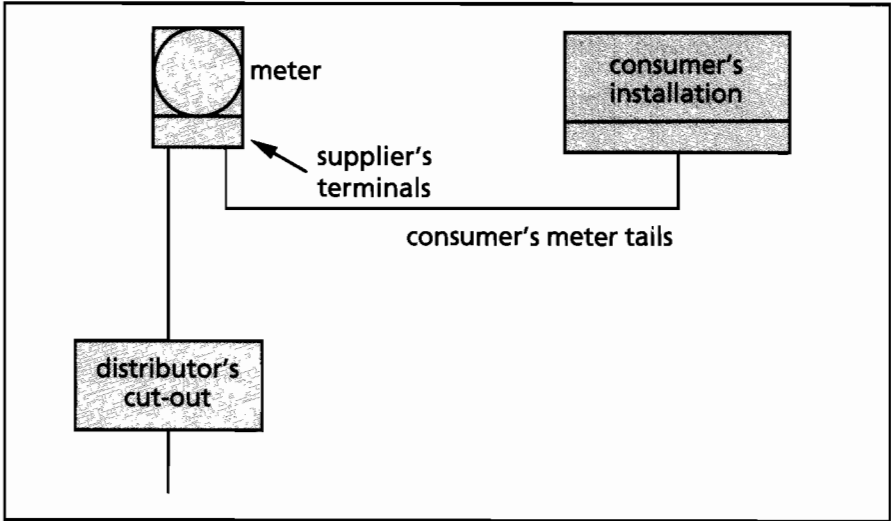 meter
consumer's
installation
supplier's
terminals
consumer's meter tails
distributor's
cut-out